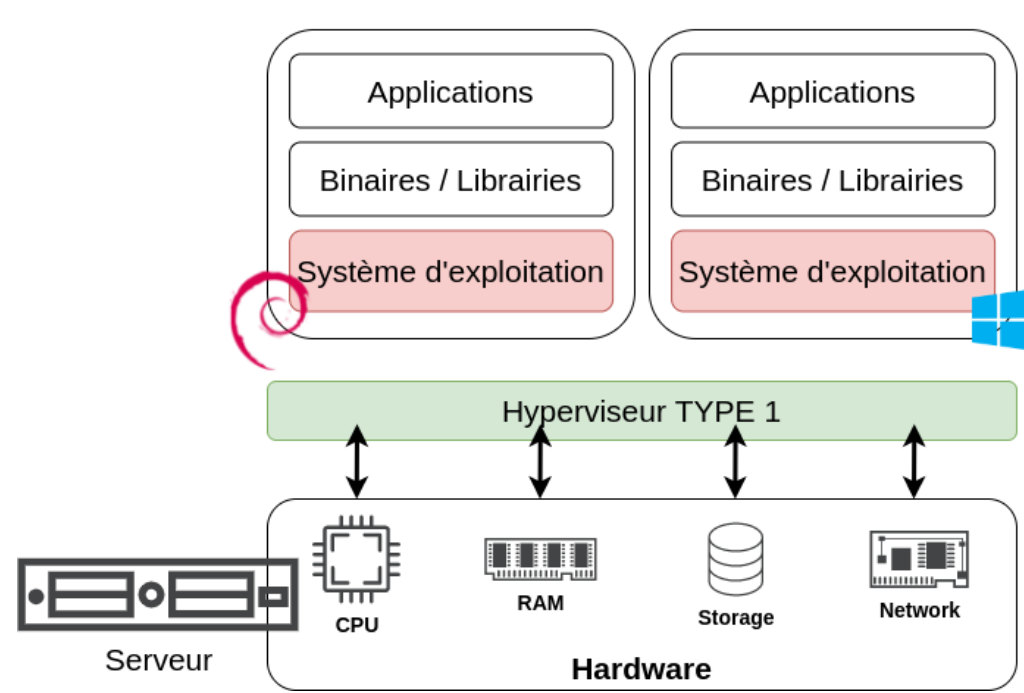 Applications
Applications
Binaires / Librairies
Binaires / Librairies
Système d'exploitation
Système d'exploitation
Hyperviseur TYPE 1
CPU
RAM
Storage
Network
Serveur
Hardware